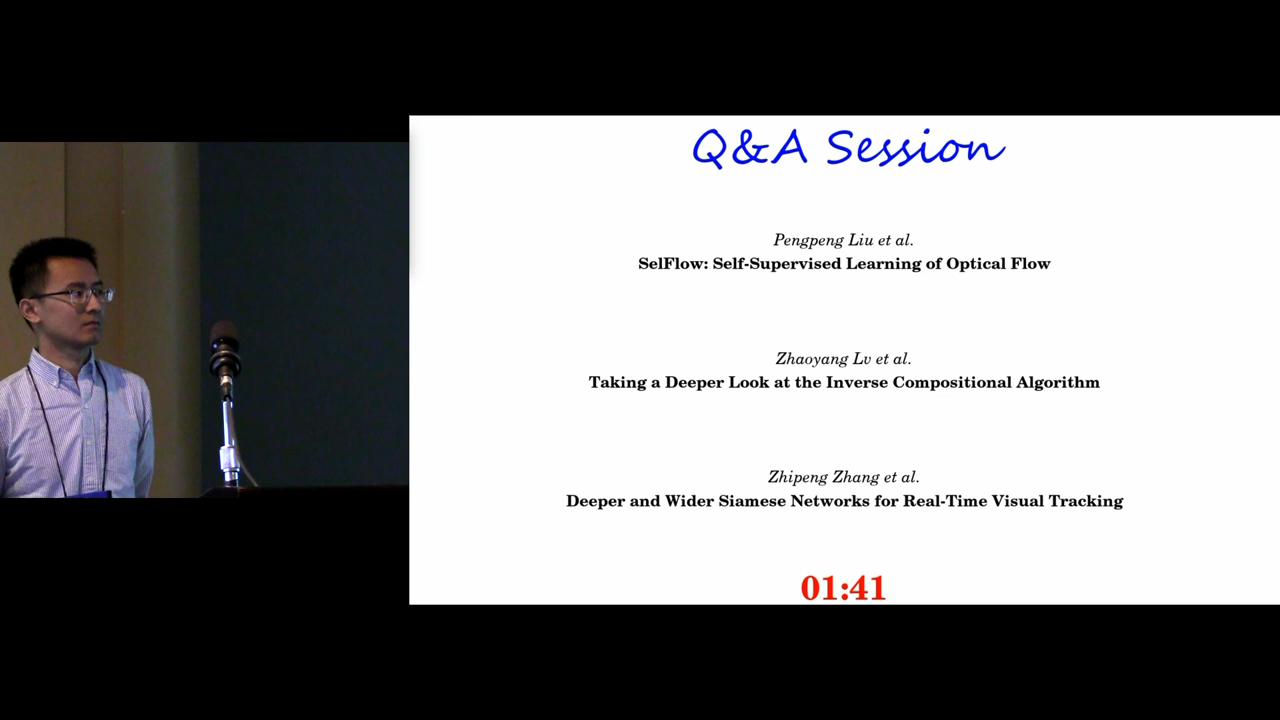 Q&A Session
Pengpeng Liu et al.
SelFlow: Self-Supervised Learning of Optical Flow
Zhaoyang Lv et al.
Taking a Deeper Look at the Inverse Compositional Algorithm
Zhipeng Zhang et al.
Deeper and Wider Siamese Networks for Real-Time Visual Tracking
01:41